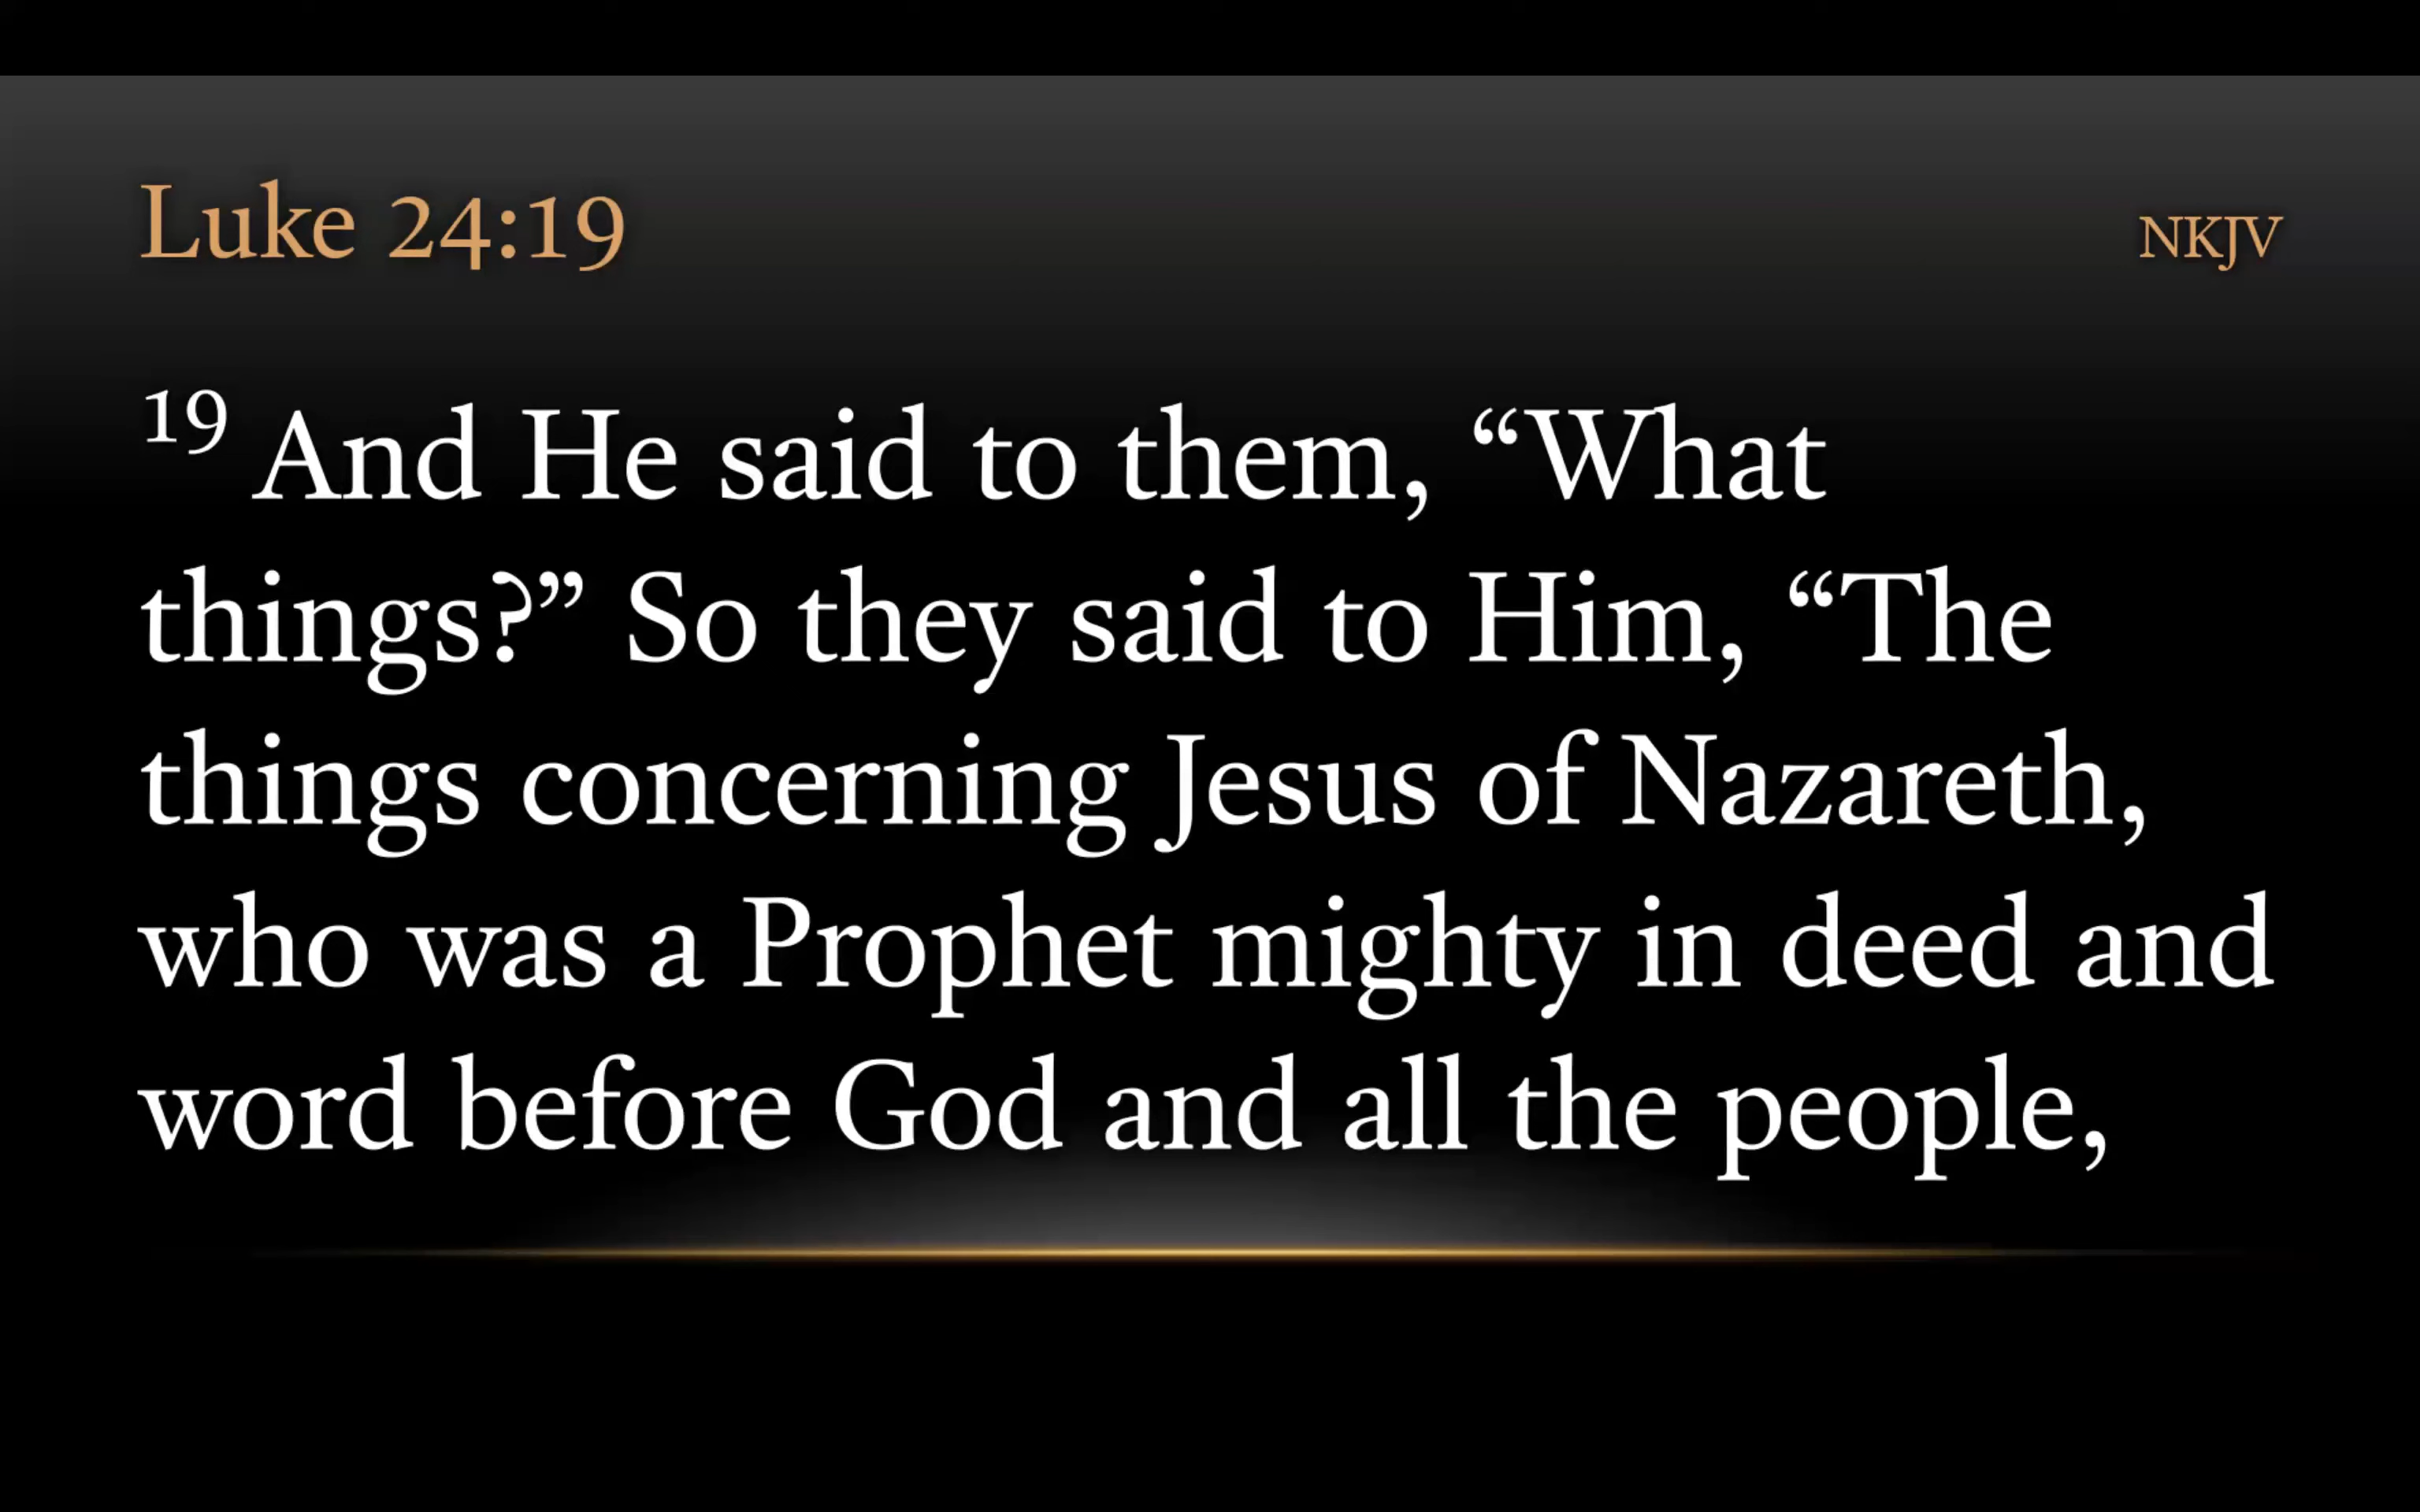 Luke 24:19
NKJV
19 And He said to them, “What
things?” So they said to Him, “The
things concerning Jesus of Nazareth,
who was a Prophet mighty in deed and
word before God and all the people,